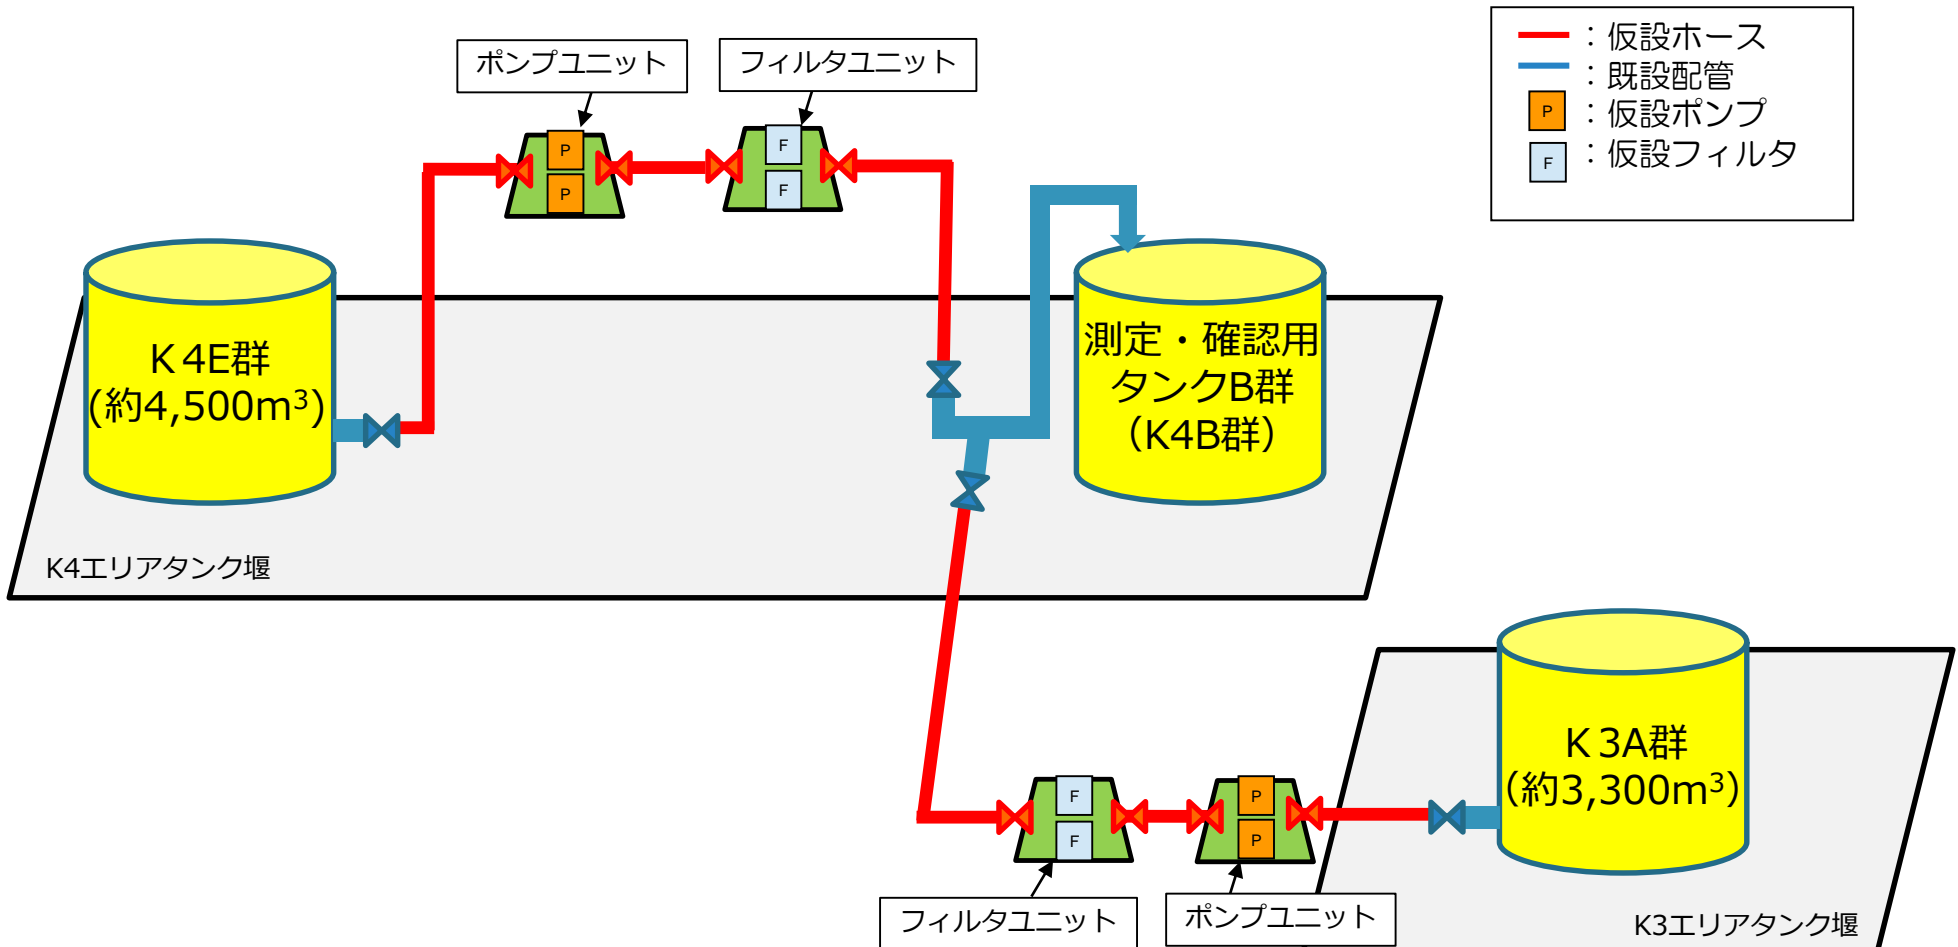 ：仮設ホース
：既設配管
P：仮設ポンプ
F：仮設フィルタ
ポンプユニット
フィルタユニット
P
P
F
F
K 4E群
(約4,500m³)
測定・確認用
タンクB群
（K4B群）
K4エリアタンク堰
K 3A群
（約3,300m³）
F
F
P
P
フィルタユニット
ポンプユニット
K3エリアタンク堰